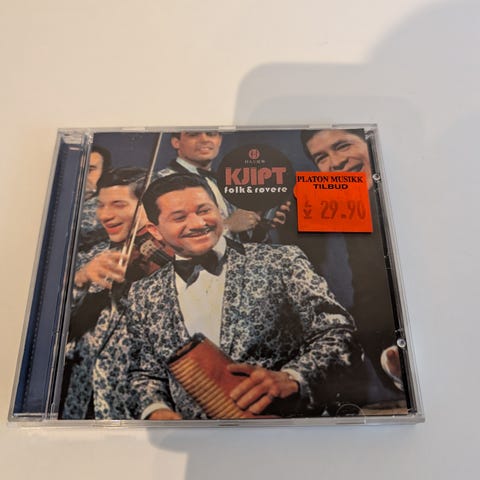 KJIPT
folk & røvere
PLATON MUSIKK
TILBUD
29.90